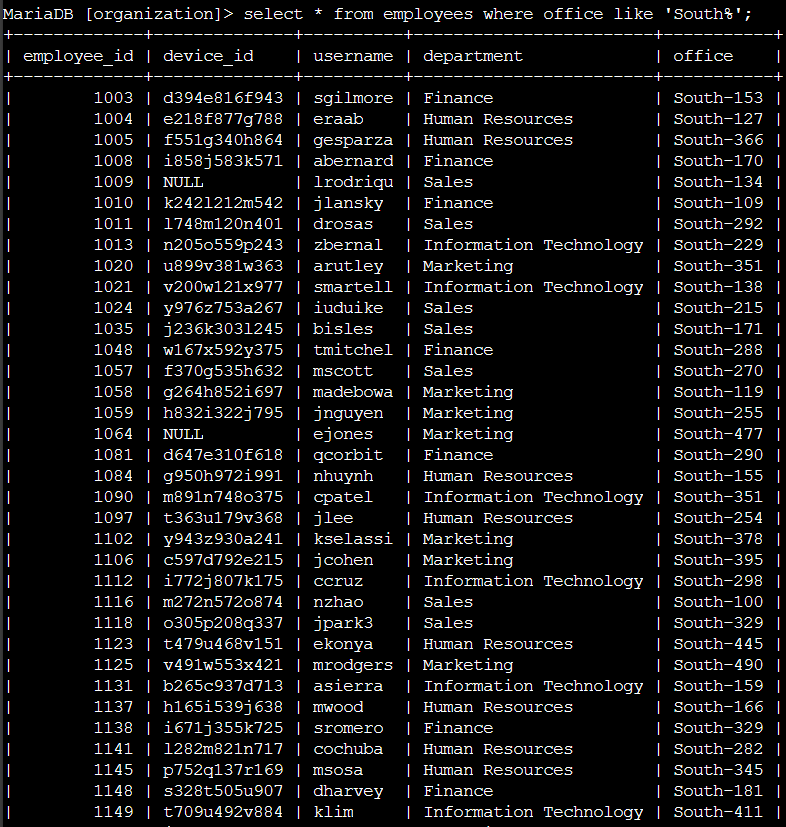 MariaDB [organization]> select * from employees where office like 'South%';
+-------------+--------------+----------+------------------------+-----------+
| employee_id | device_id    | username | department             | office    |
+-------------+--------------+----------+------------------------+-----------+
|        1003 | d394e816f943 | sgilmore | Finance                | South-153 |
|        1004 | e218f877g788 | eraab    | Human Resources        | South-127 |
|        1005 | f551g340h864 | gesparza | Human Resources        | South-366 |
|        1008 | i858j583k571 | abernard | Finance                | South-170 |
|        1009 | NULL         | lrodriqu | Sales                  | South-134 |
|        1010 | k242l212m542 | jlansky  | Finance                | South-109 |
|        1011 | l748m120n401 | drosas   | Sales                  | South-292 |
|        1013 | n205o559p243 | zbernal  | Information Technology | South-229 |
|        1020 | u899v381w363 | arutley  | Marketing              | South-351 |
|        1021 | v200w121x977 | smartell | Information Technology | South-138 |
|        1024 | y976z753a267 | iuduike  | Sales                  | South-215 |
|        1035 | j236k303l245 | bisles   | Sales                  | South-171 |
|        1048 | w167x592y375 | tmitchel | Finance                | South-288 |
|        1057 | f370g535h632 | mscott   | Sales                  | South-270 |
|        1058 | g264h852i697 | madebowa | Marketing              | South-119 |
|        1059 | h832i322j795 | jnguyen  | Marketing              | South-255 |
|        1064 | NULL         | ejones   | Marketing              | South-477 |
|        1081 | d647e310f618 | qcorbit  | Finance                | South-290 |
|        1084 | g950h972i991 | nhuynh   | Human Resources        | South-155 |
|        1090 | m891n748o375 | cpatel   | Information Technology | South-351 |
|        1097 | t363u179v368 | jlee     | Human Resources        | South-254 |
|        1102 | y943z930a241 | kselassi | Marketing              | South-378 |
|        1106 | c597d792e215 | jcohen   | Marketing              | South-395 |
|        1112 | i772j807k175 | ccruz    | Information Technology | South-298 |
|        1116 | m272n572o874 | nzhao    | Sales                  | South-100 |
|        1118 | o305p208q337 | jpark3   | Sales                  | South-329 |
|        1123 | t479u468v151 | ekonya   | Human Resources        | South-445 |
|        1125 | v491w553x421 | mrodgers | Marketing              | South-490 |
|        1131 | b265c937d713 | asierra  | Information Technology | South-159 |
|        1137 | h165i539j638 | mwood    | Human Resources        | South-166 |
|        1138 | i671j355k725 | sromero  | Finance                | South-329 |
|        1141 | l282m821n717 | cochuba  | Human Resources        | South-282 |
|        1145 | p752q137r169 | msosa    | Human Resources        | South-345 |
|        1148 | s328t505u907 | dharvey  | Finance                | South-181 |
|        1149 | t709u492v884 | klim     | Information Technology | South-411 |